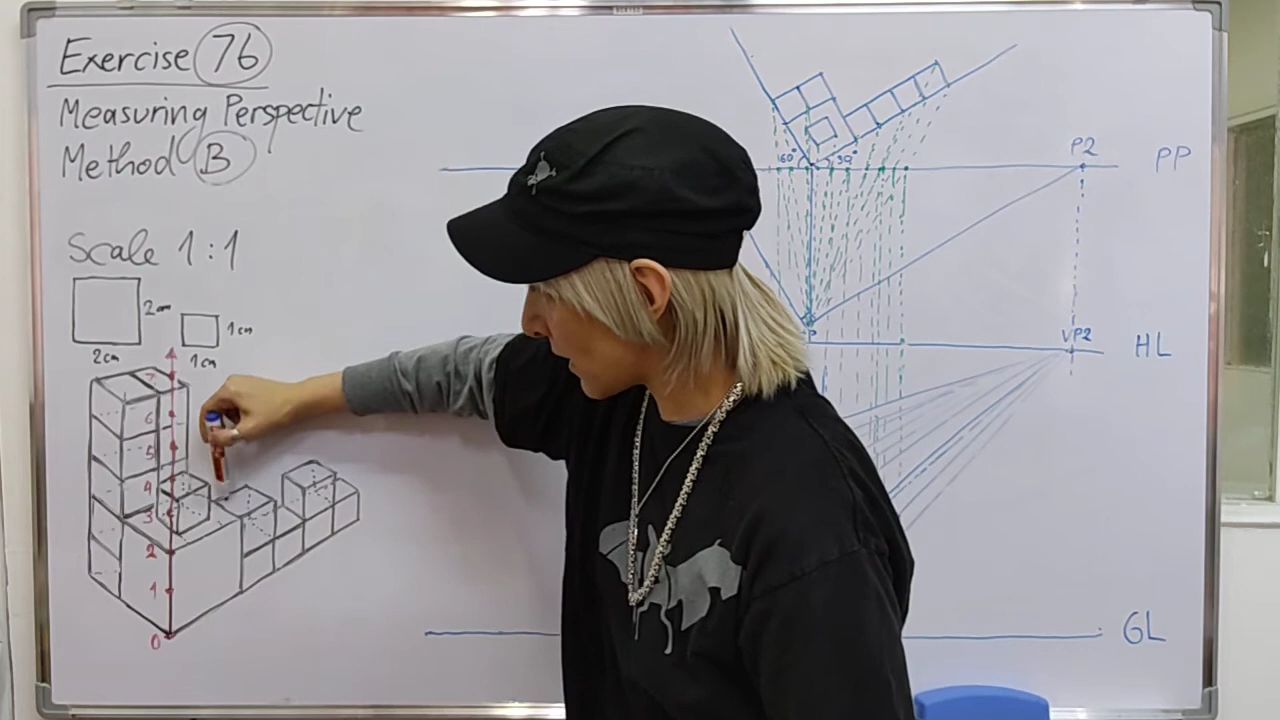 Exercise 76
Measuring Perspective
Method B
Scale 1:1
2cm
1cm
2cm
1cm
7
6
5
4
3
2
1
0
60°
30°
P2
PP
P
VP2
HL
GL